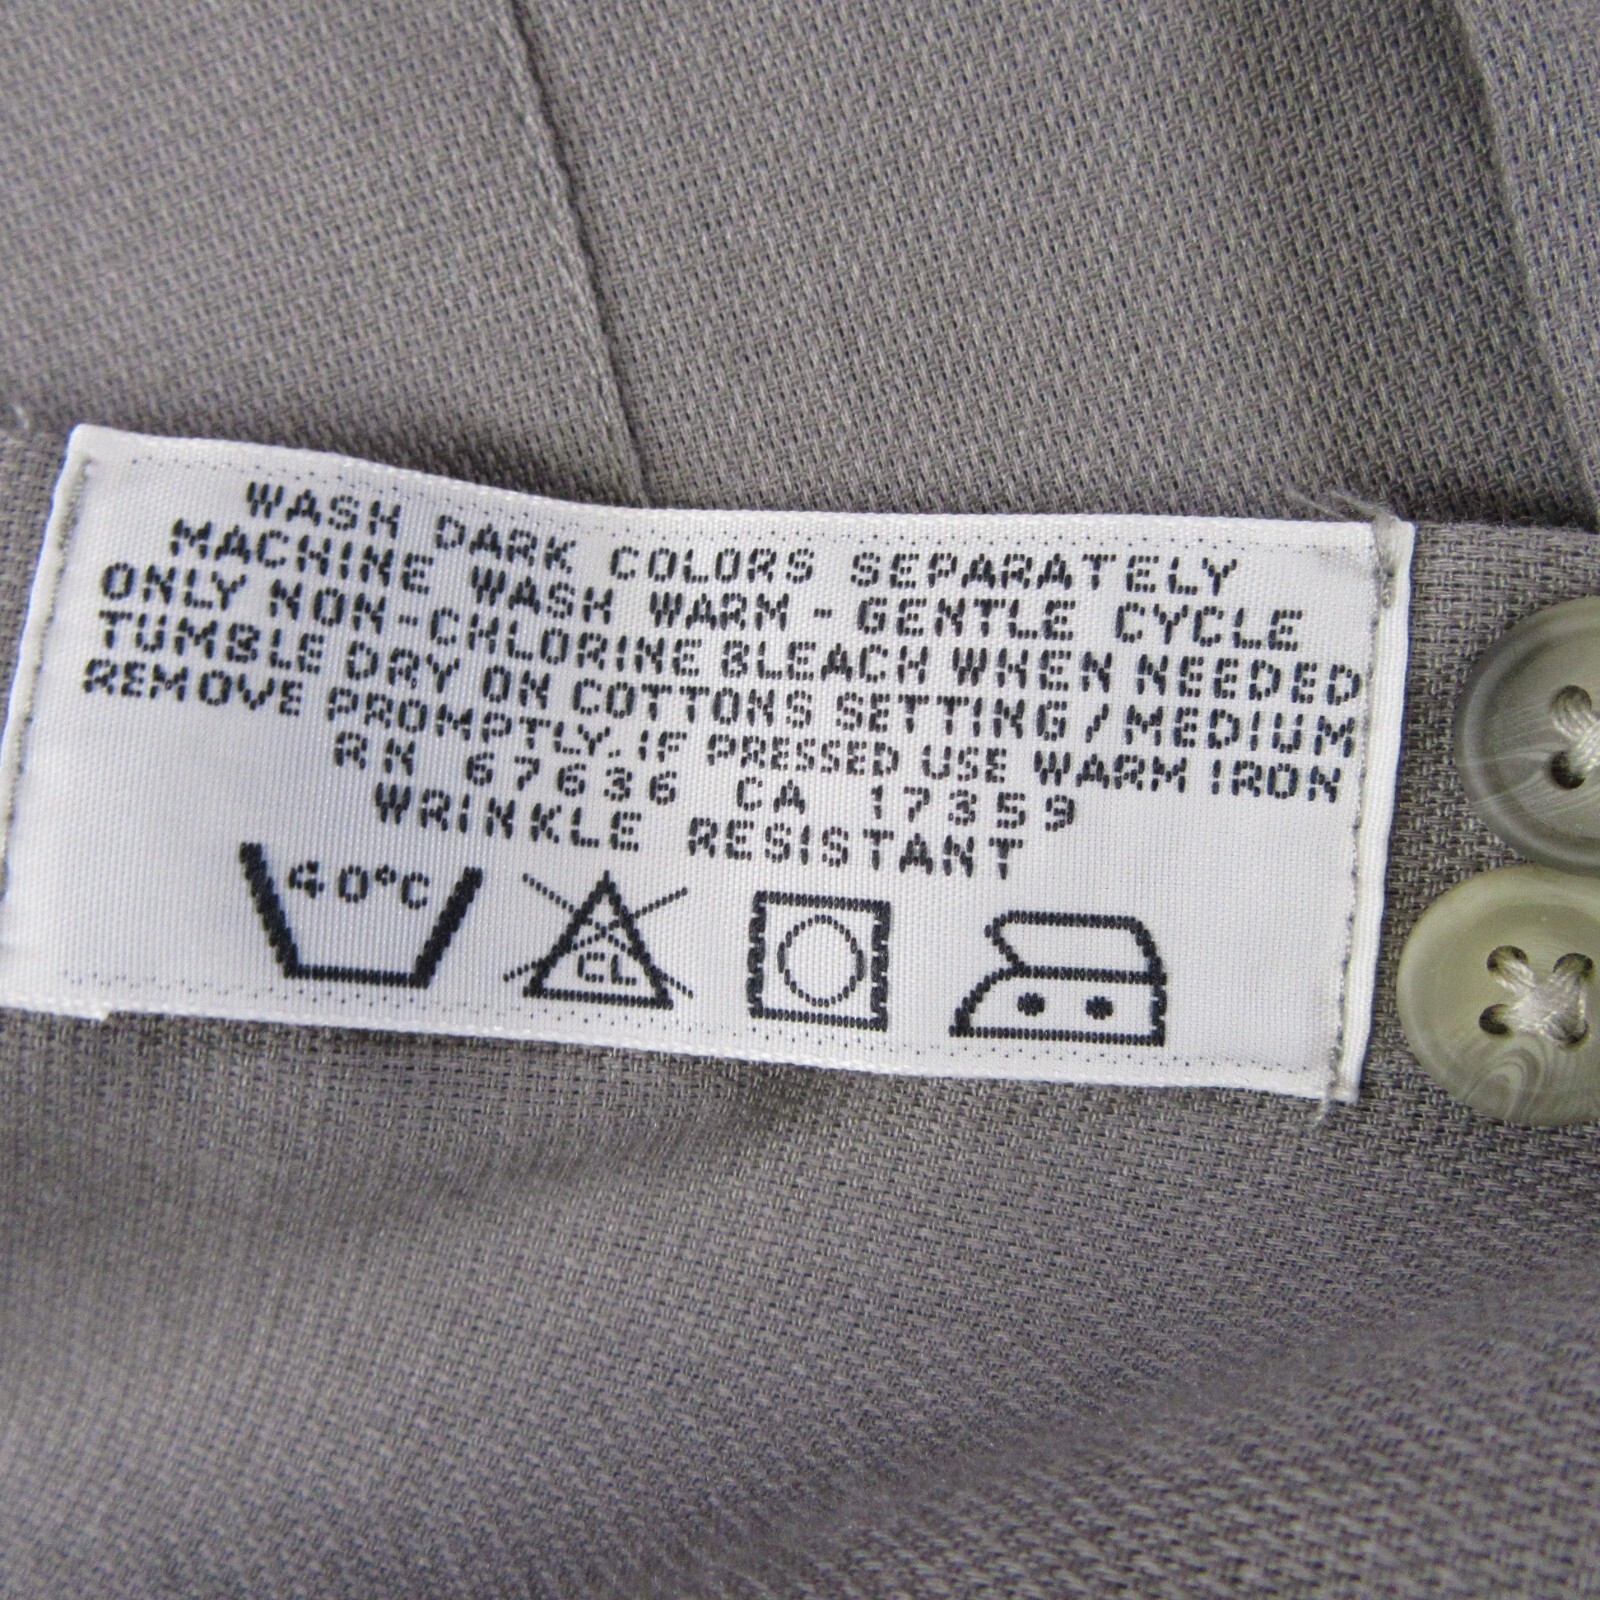 WASH DARK COLORS SEPARATELY
MACHINE WASH WARM - GENTLE CYCLE
ONLY NON-CHLORINE BLEACH WHEN NEEDED
TUMBLE DRY ON COTTONS SETTING/MEDIUM
REMOVE PROMPTLY, IF PRESSED USE WARM IRON
RN 67636 CA 17359
WRINKLE RESISTANT
40°C
CL